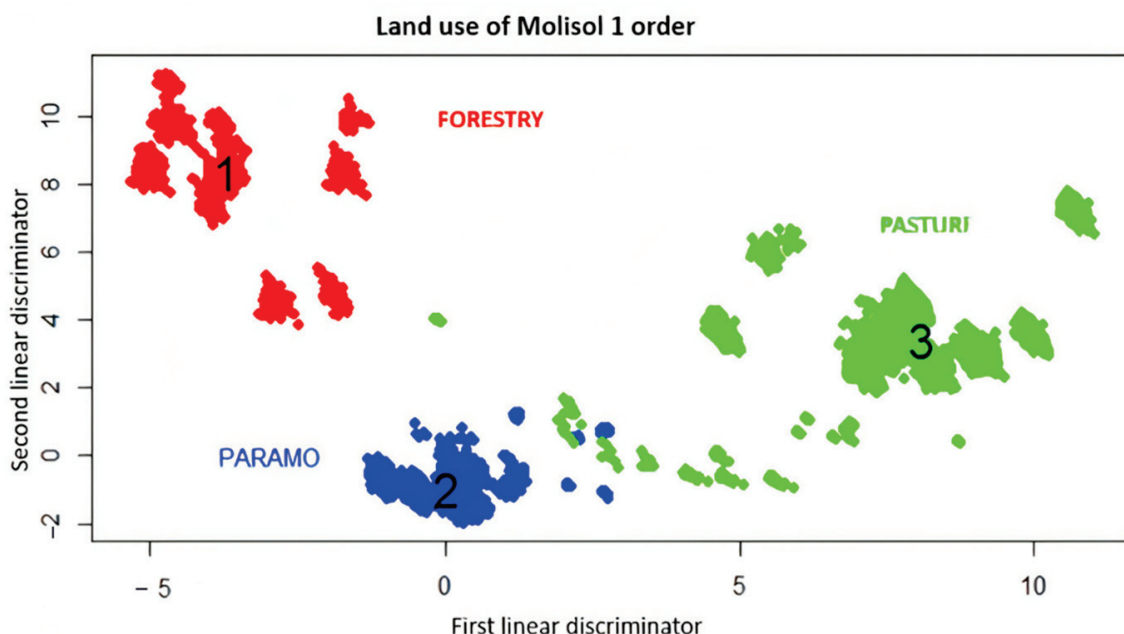 Land use of Molisol 1 order
Second linear discriminator
10
8
6
4
2
0
−2
FORESTRY
1
PASTURI
3
PARAMO
2
− 5
0
5
10
First linear discriminator